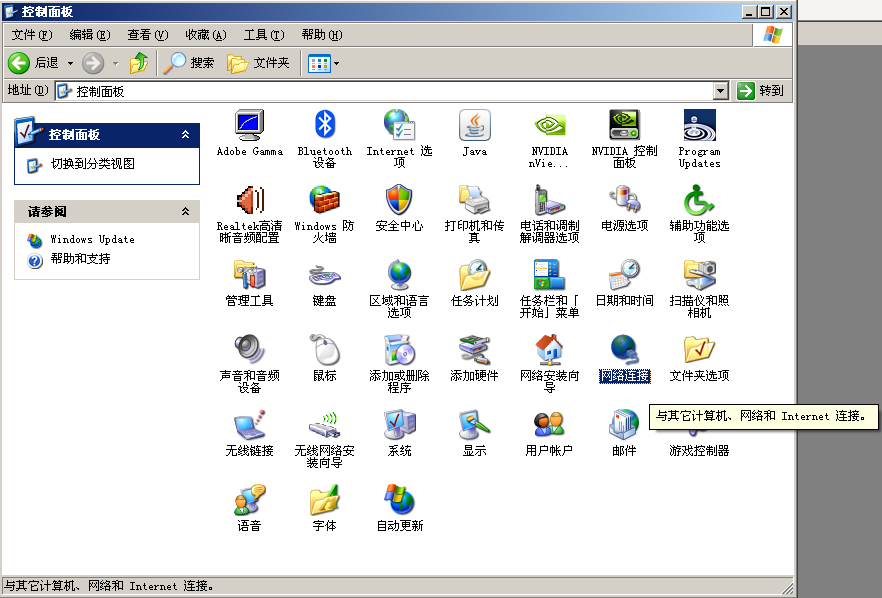 控制面板
文件(F) 编辑(E) 查看(V) 收藏(A) 工具(T) 帮助(H)
后退 搜索 文件夹
地址(D) 控制面板 转到
控制面板
切换到分类视图
请参阅
Windows Update
帮助和支持
Adobe Gamma
Bluetooth
设备
Internet 选
项
Java
NVIDIA
nVie...
NVIDIA 控制
面板
Program
Updates
Realtek高清
晰音频配置
Windows 防
火墙
安全中心
打印机和传
真
电话和调制
解调器选项
电源选项
辅助功能选
项
管理工具
键盘
区域和语言
选项
任务计划
任务栏和「
开始」菜单
日期和时间
扫描仪和照
相机
声音和音频
设备
鼠标
添加或删除
程序
添加硬件
网络安装向
导
网络连接
文件夹选项
与其它计算机、网络和 Internet 连接。
无线链接
无线网络安
装向导
系统
显示
用户帐户
邮件
游戏控制器
语音
字体
自动更新
与其它计算机、网络和 Internet 连接。